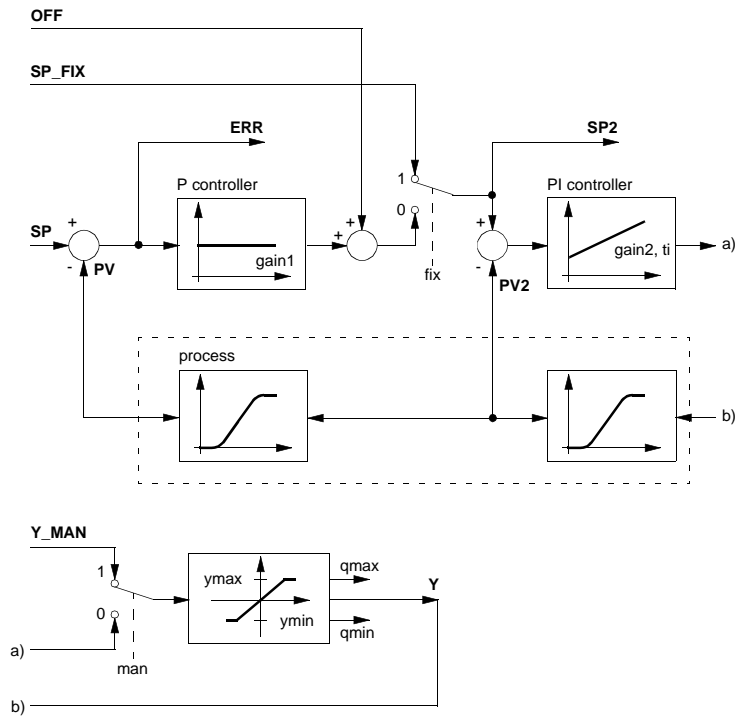 OFF
SP_FIX
ERR
SP2
P controller
1
PI controller
SP
+
+
+
0
+
gain1
gain2, ti
a)
-
PV
fix
-
PV2
process
b)
Y_MAN
1
ymax
qmax
Y
0
ymin
qmin
a)
man
b)